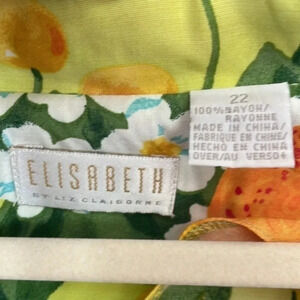 22
100% RAYON/
RAYONNE
MADE IN CHINA/
FABRIQUE EN CHINE/
HECHO EN CHINA
OVER/AU VERSO
ELISABETH
BY LIZ CLAIBORNE